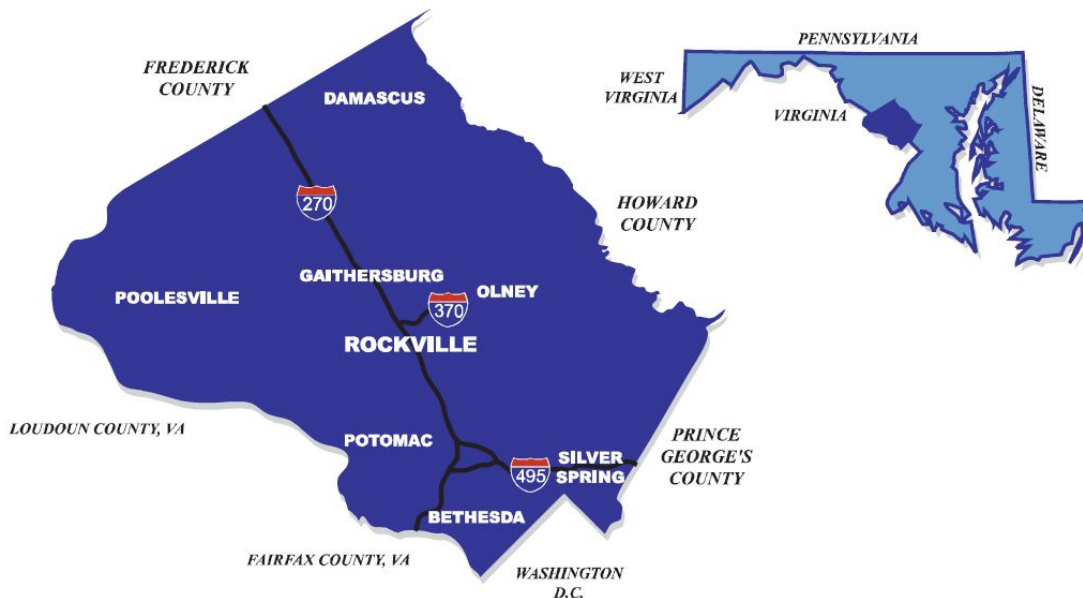 FREDERICK
COUNTY
DAMASCUS
270
HOWARD
COUNTY
GAITHERSBURG
OLNEY
POOLESVILLE
370
ROCKVILLE
LOUDOUN COUNTY, VA
POTOMAC
PRINCE
GEORGE'S
COUNTY
SILVER
SPRING
495
BETHESDA
FAIRFAX COUNTY, VA
WASHINGTON
D.C.
PENNSYLVANIA
WEST
VIRGINIA
VIRGINIA
DELAWARE